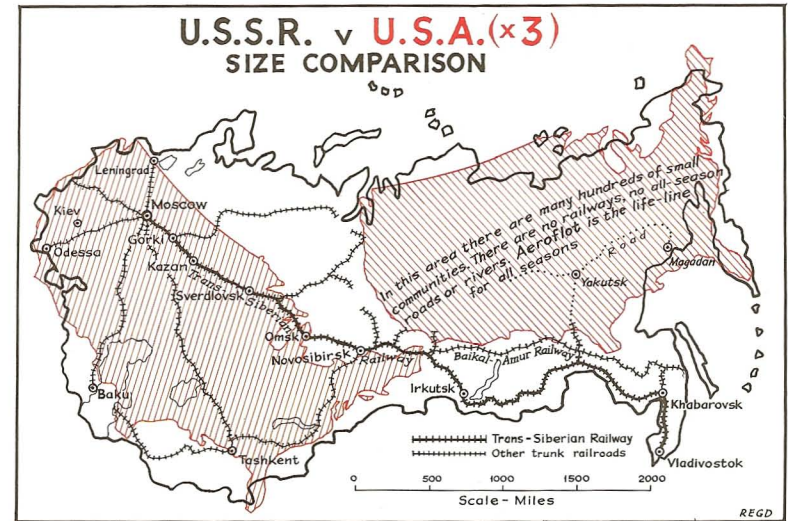 U.S.S.R. v U.S.A.(×3)
SIZE COMPARISON
Leningrad
Moscow
Kiev
Gorki
Odessa
Kazan
Sverdlovsk
Trans Siberian Railway
Omsk
Novosibirsk
In this area there are many hundreds of small
communities. There are no railways, no all-season
roads or rivers. Aeroflot is the life-line
for all seasons
Road
Magadan
Yakutsk
Baikal-Amur Railway
Irkutsk
Baku
Khabarovsk
Tashkent
Vladivostok
Trans-Siberian Railway
Other trunk railroads
0 500 1000 1500 2000
Scale-Miles
REGD